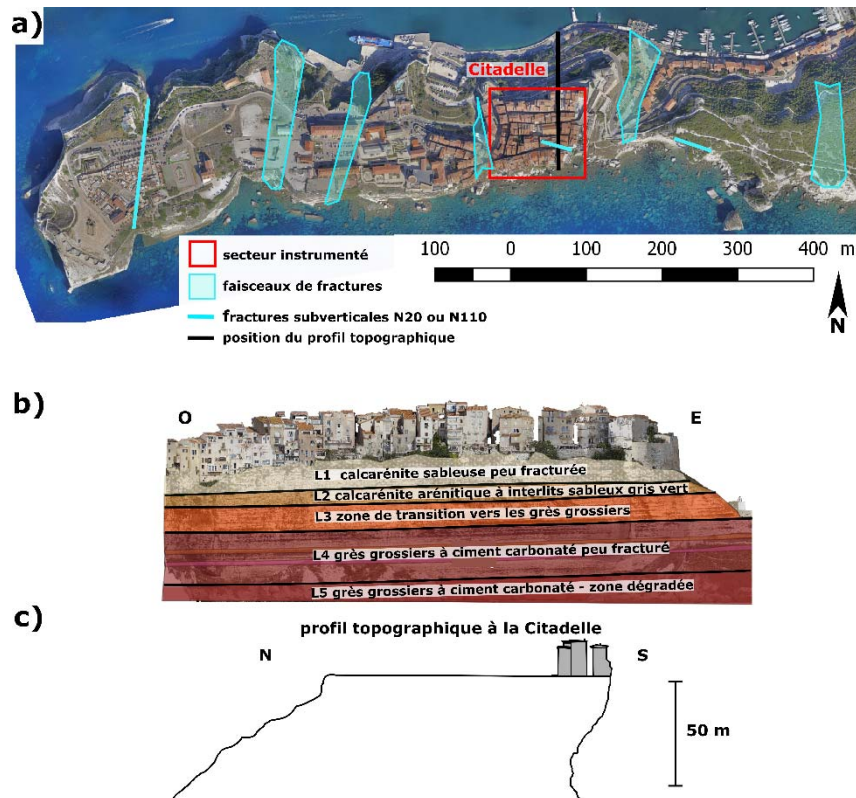 a)
Citadelle
secteur instrumenté
faisceaux de fractures
fractures subverticales N20 ou N110
position du profil topographique
100 0 100 200 300 400 m
N
b)
O E
L1 calcarénite sableuse peu fracturée
L2 calcarénite arénitique à interlits sableux gris vert
L3 zone de transition vers les grès grossiers
L4 grès grossiers à ciment carbonaté peu fracturé
L5 grès grossiers à ciment carbonaté - zone dégradée
c)
profil topographique à la Citadelle
N S
50 m